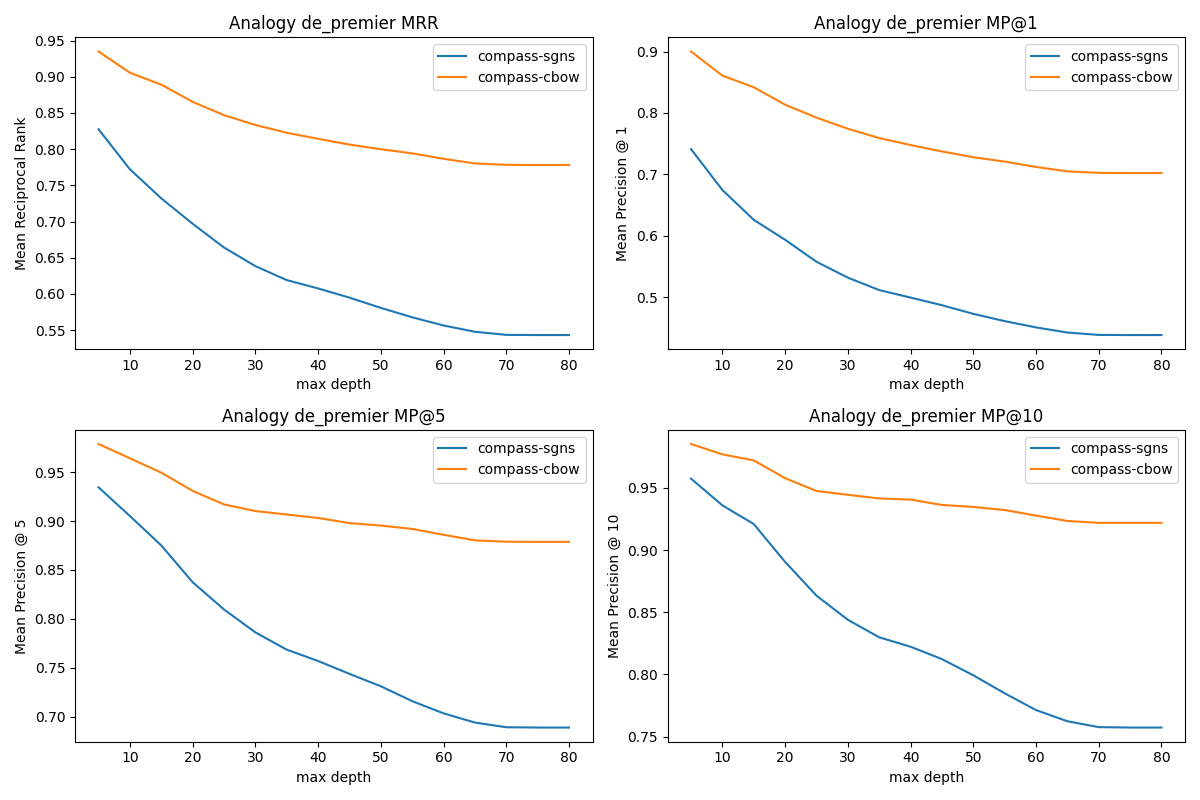 Analogy de_premier MRR
Mean Reciprocal Rank
0.95
0.90
0.85
0.80
0.75
0.70
0.65
0.60
0.55
compass-sgns
compass-cbow
10 20 30 40 50 60 70 80
max depth
Analogy de_premier MP@1
Mean Precision @ 1
0.9
0.8
0.7
0.6
0.5
compass-sgns
compass-cbow
10 20 30 40 50 60 70 80
max depth
Analogy de_premier MP@5
Mean Precision @ 5
0.95
0.90
0.85
0.80
0.75
0.70
compass-sgns
compass-cbow
10 20 30 40 50 60 70 80
max depth
Analogy de_premier MP@10
Mean Precision @ 10
0.95
0.90
0.85
0.80
0.75
compass-sgns
compass-cbow
10 20 30 40 50 60 70 80
max depth